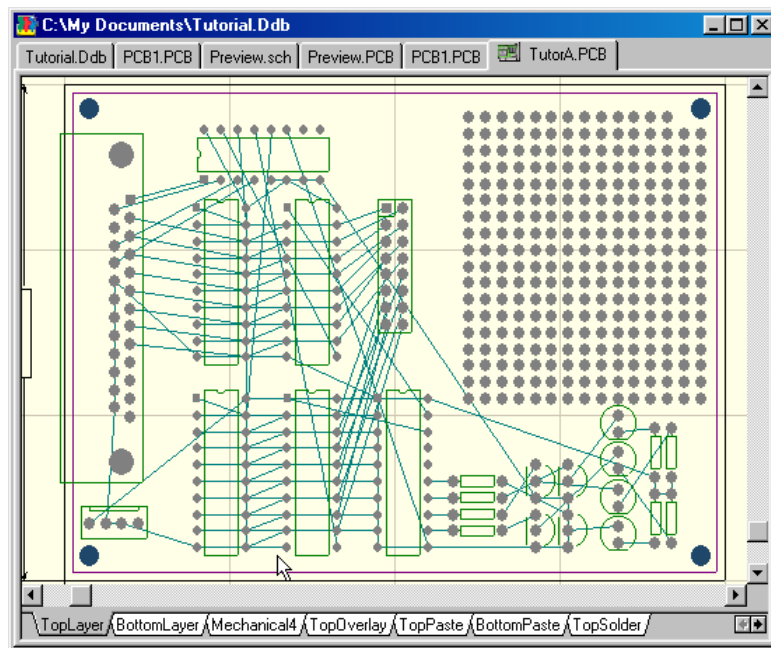 C:\My Documents\Tutorial.Ddb
Tutorial.Ddb PCB1.PCB Preview.sch Preview.PCB PCB1.PCB TutorA.PCB
TopLayer BottomLayer Mechanical4 TopOverlay TopPaste BottomPaste TopSolder